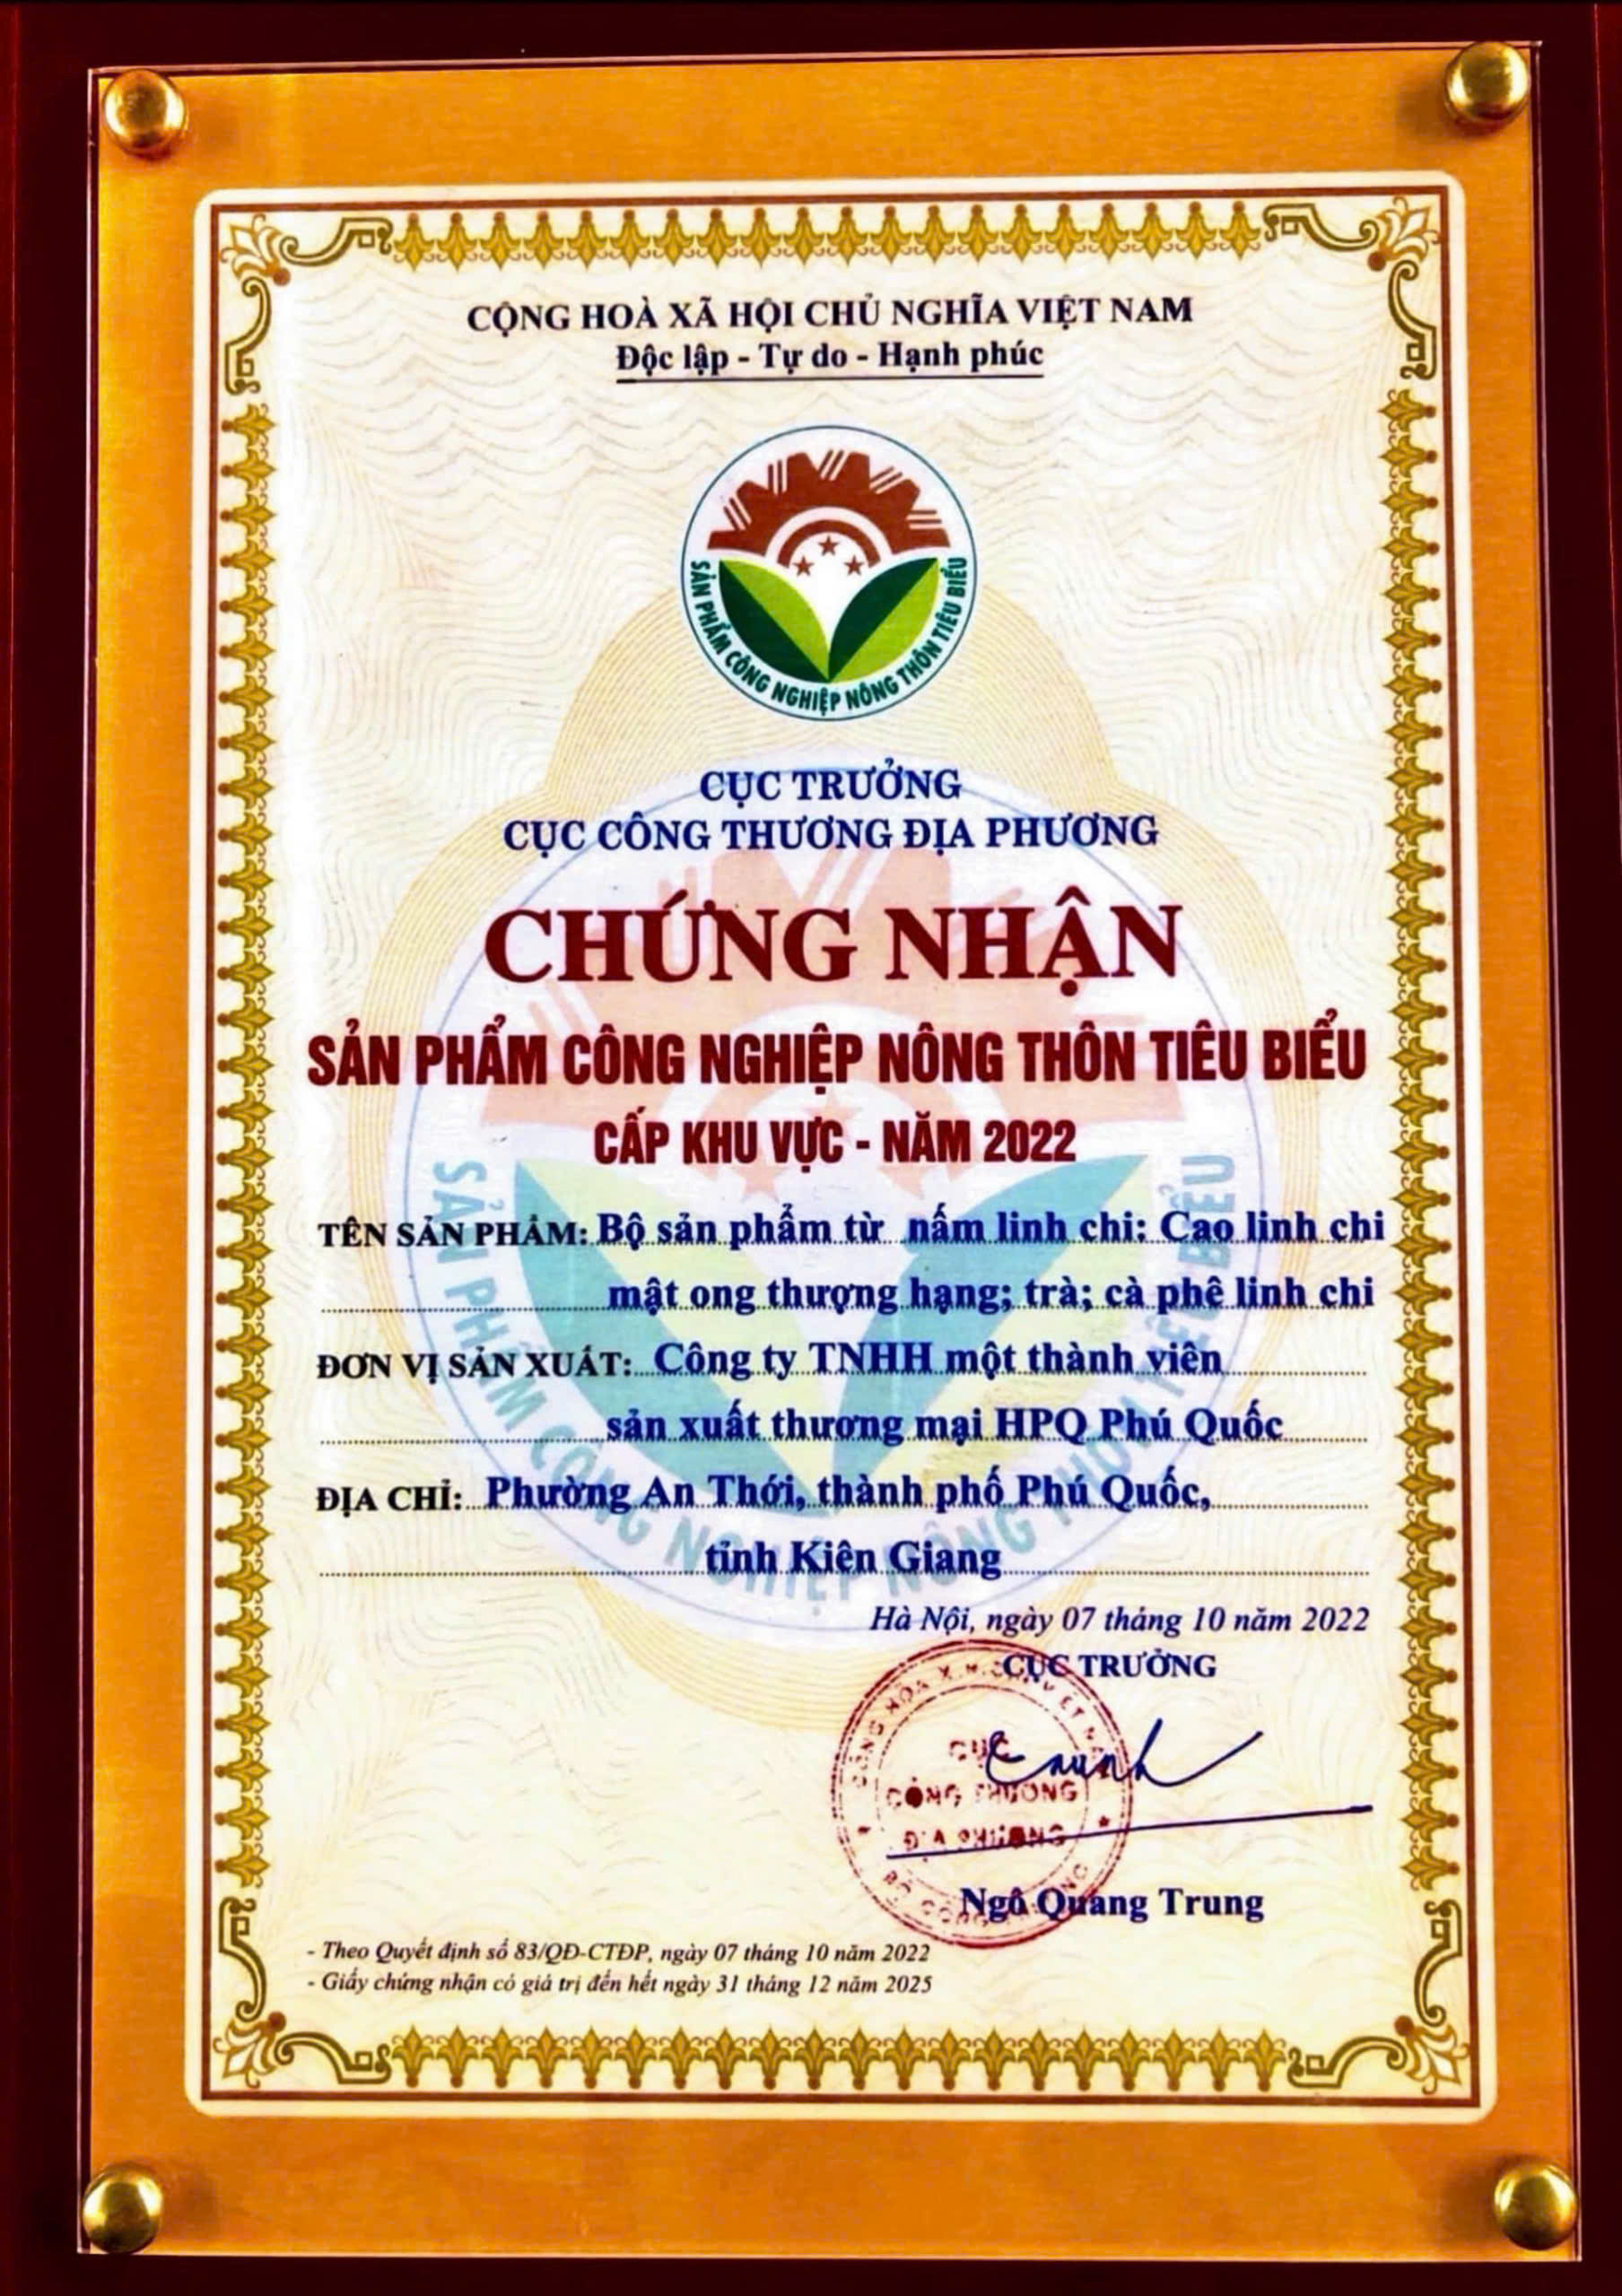 CỘNG HOÀ XÃ HỘI CHỦ NGHĨA VIỆT NAM
Độc lập - Tự do - Hạnh phúc
SẢN PHẨM CÔNG NGHIỆP NÔNG THÔN TIÊU BIỂU
CỤC TRƯỞNG
CỤC CÔNG THƯƠNG ĐỊA PHƯƠNG
CHỨNG NHẬN
SẢN PHẨM CÔNG NGHIỆP NÔNG THÔN TIÊU BIỂU
CẤP KHU VỰC - NĂM 2022
TÊN SẢN PHẨM: Bộ sản phẩm từ nấm linh chi: Cao linh chi
mật ong thượng hạng; trà; cà phê linh chi
ĐƠN VỊ SẢN XUẤT: Công ty TNHH một thành viên
sản xuất thương mại HPQ Phú Quốc
ĐỊA CHỈ: Phường An Thới, thành phố Phú Quốc,
tỉnh Kiên Giang
Hà Nội, ngày 07 tháng 10 năm 2022
CỤC TRƯỞNG
CỤC
CÔNG THƯƠNG
ĐỊA PHƯƠNG
Ngô Quang Trung
- Theo Quyết định số 83/QĐ-CTĐP, ngày 07 tháng 10 năm 2022
- Giấy chứng nhận có giá trị đến hết ngày 31 tháng 12 năm 2025